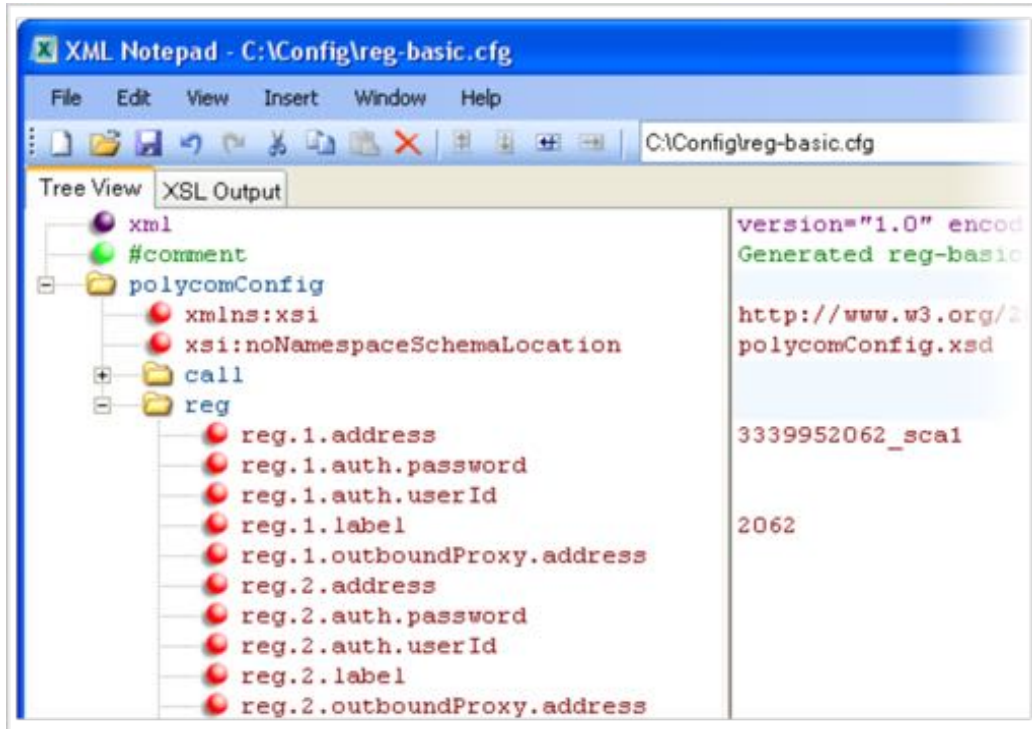 XML Notepad - C:\Config\reg-basic.cfg
File Edit View Insert Window Help
C:\Config\reg-basic.cfg
Tree View XSL Output
xml version="1.0" encod
#comment Generated reg-basic
polycomConfig
xmlns:xsi http://www.w3.org/2
xsi:noNamespaceSchemaLocation polycomConfig.xsd
call
reg
reg.1.address 3339952062_sca1
reg.1.auth.password
reg.1.auth.userId
reg.1.label 2062
reg.1.outboundProxy.address
reg.2.address
reg.2.auth.password
reg.2.auth.userId
reg.2.label
reg.2.outboundProxy.address